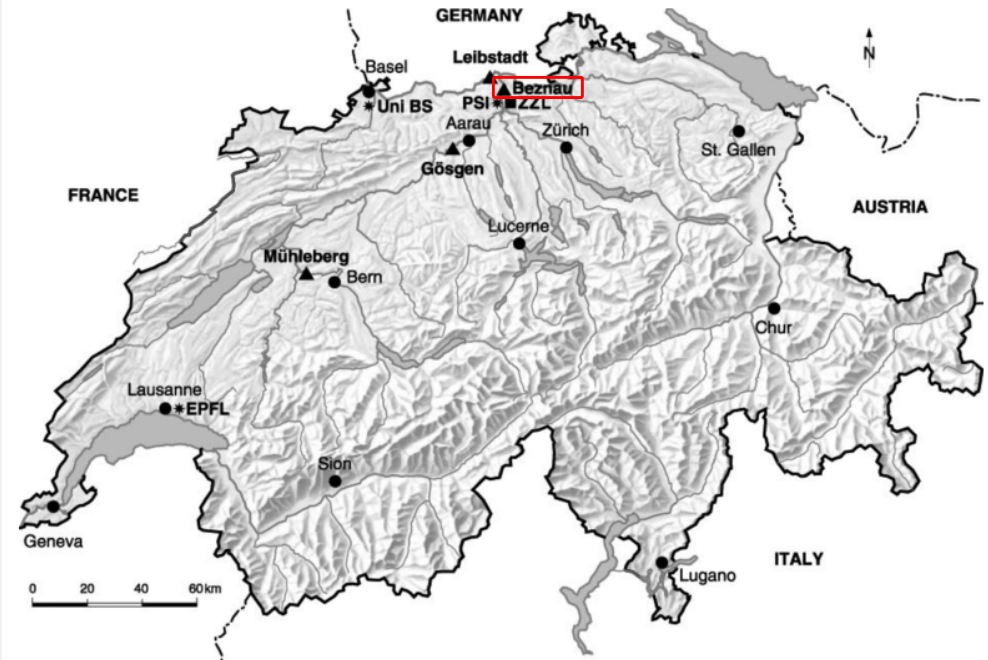 GERMANY
N
Leibstadt
Basel
Beznau
Uni BS
PSI
ZZL
Aarau
Zürich
St. Gallen
Gösgen
FRANCE
AUSTRIA
Lucerne
Mühleberg
Bern
Chur
Lausanne
EPFL
Sion
Geneva
ITALY
Lugano
0 20 40 60 km